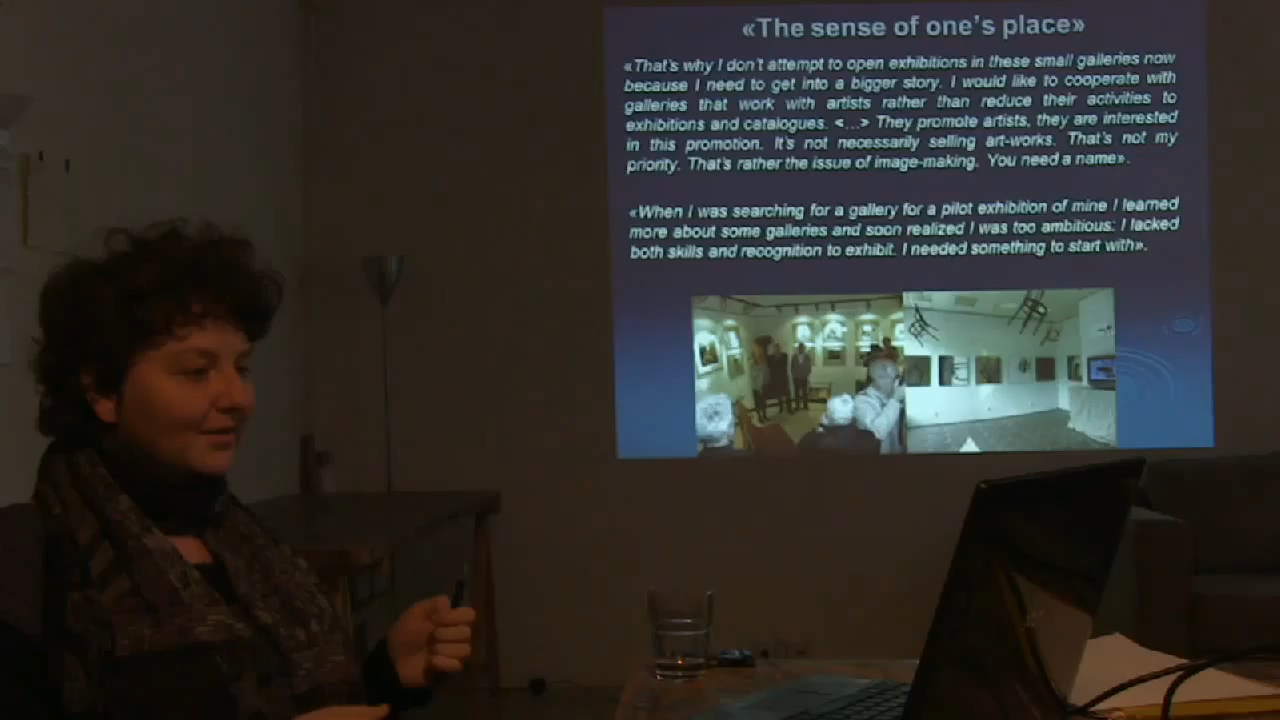 «The sense of one's place»
«That's why I don't attempt to open exhibitions in these small galleries now
because I need to get into a bigger story. I would like to cooperate with
galleries that work with artists rather than reduce their activities to
exhibitions and catalogues. <...> They promote artists, they are interested
in this promotion. It's not necessarily selling art-works. That's not my
priority. That's rather the issue of image-making. You need a name».
«When I was searching for a gallery for a pilot exhibition of mine I learned
more about some galleries and soon realized I was too ambitious: I lacked
both skills and recognition to exhibit. I needed something to start with».